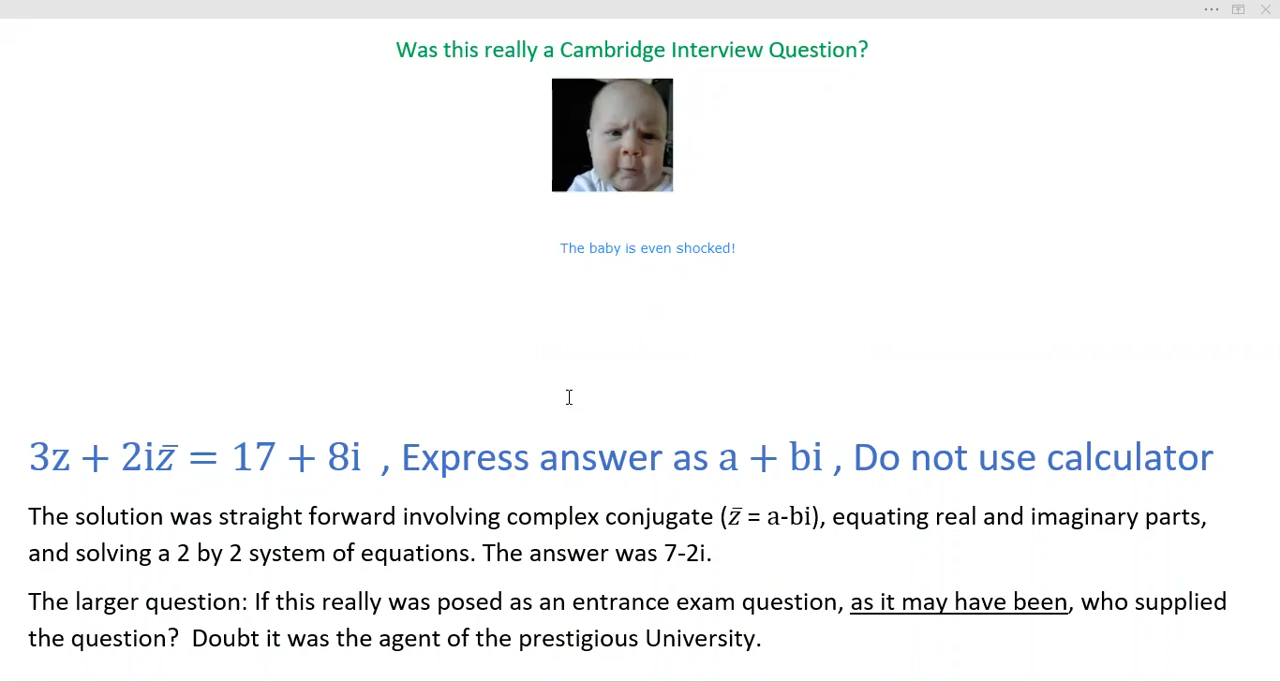 Was this really a Cambridge Interview Question?
The baby is even shocked!
3z + 2iz̄ = 17 + 8i , Express answer as a + bi , Do not use calculator
The solution was straight forward involving complex conjugate (z̄ = a-bi), equating real and imaginary parts,
and solving a 2 by 2 system of equations. The answer was 7-2i.
The larger question: If this really was posed as an entrance exam question, as it may have been, who supplied
the question?  Doubt it was the agent of the prestigious University.